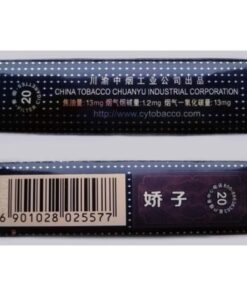 20
FILTER CIG
川渝中烟工业公司出品
CHINA TOBACCO CHUANYU INDUSTRIAL CORPORATION
焦油量:13mg 烟气烟碱量:1.2mg 烟气一氧化碳量:13mg
http://www.cytobacco.com
6 901028 025577
娇子
20